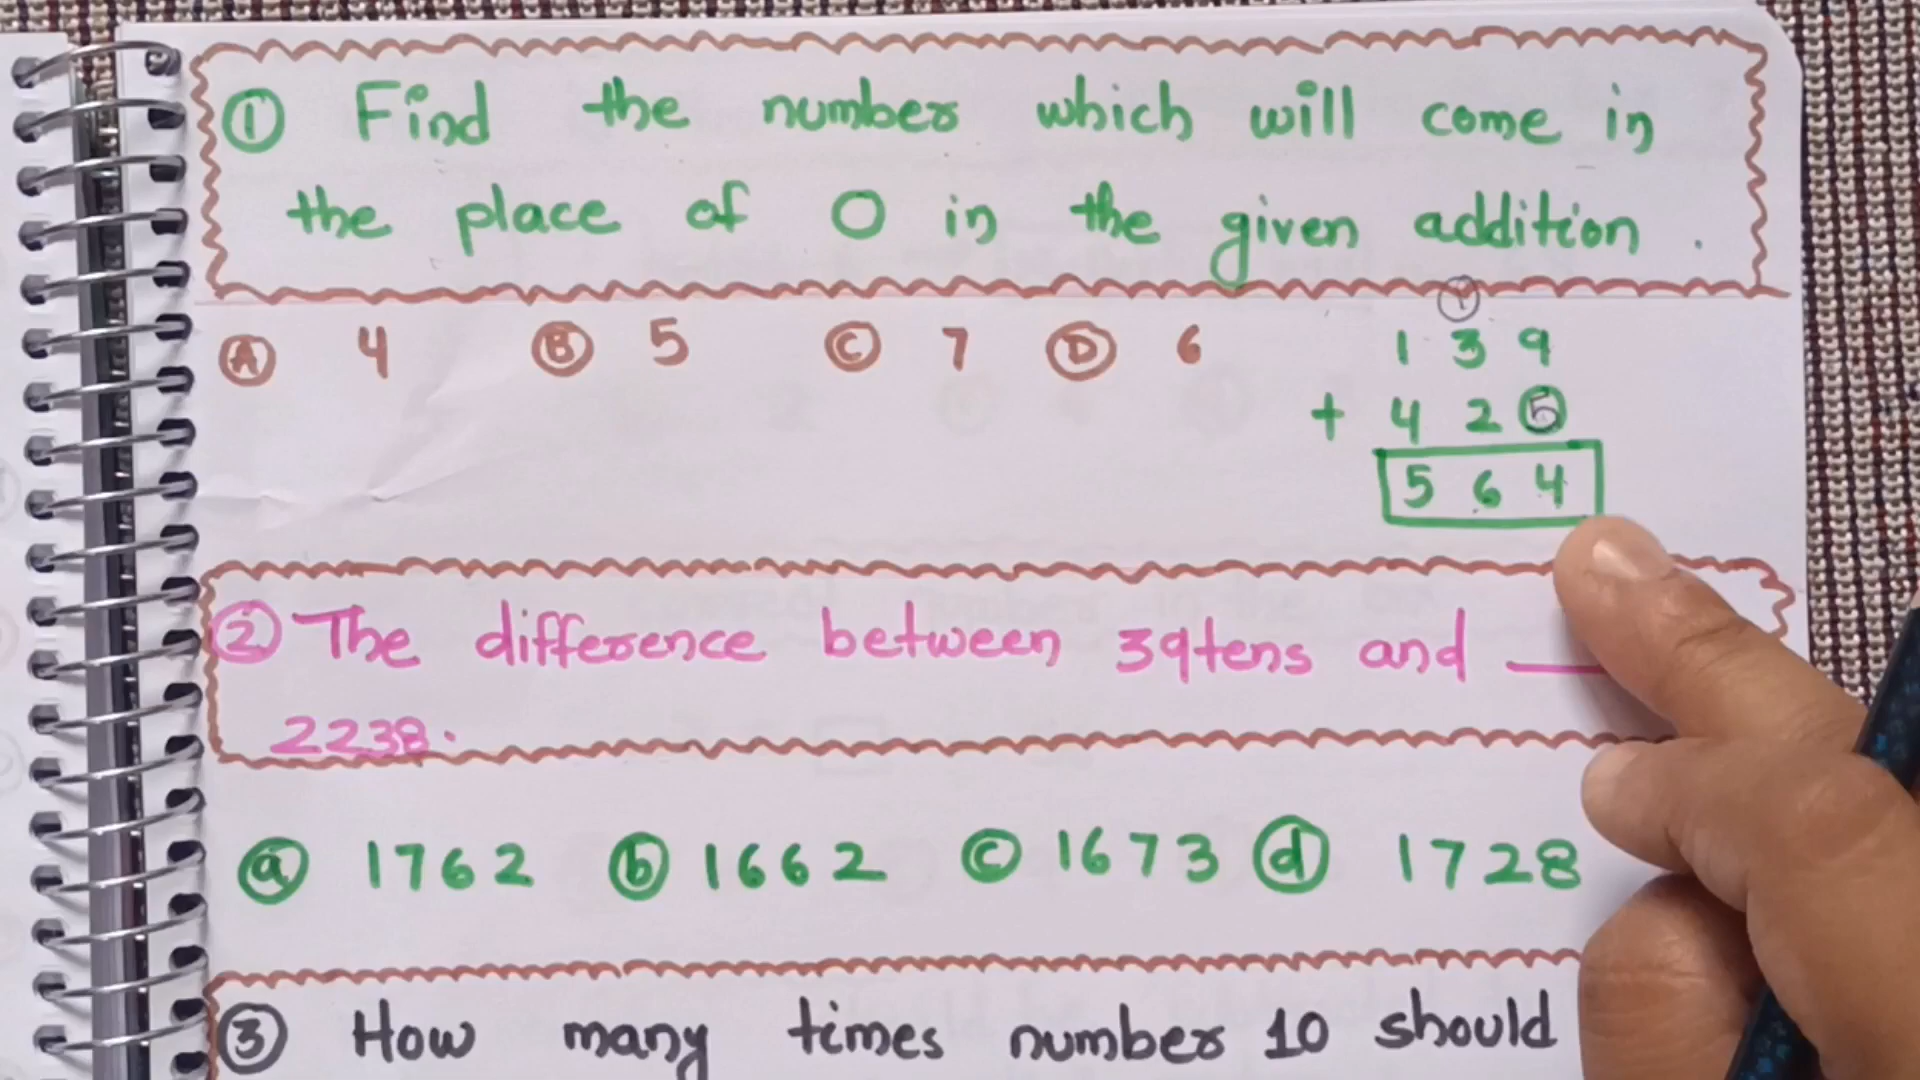 ① Find the number which will come in
the place of O in the given addition.
Ⓐ 4 Ⓑ 5 Ⓒ 7 Ⓓ 6
1
1 3 9
+ 4 2 5
5 6 4
② The difference between 39tens and ___
2238.
ⓐ 1762 ⓑ 1662 ⓒ 1673 ⓓ 1728
③ How many times number 10 should